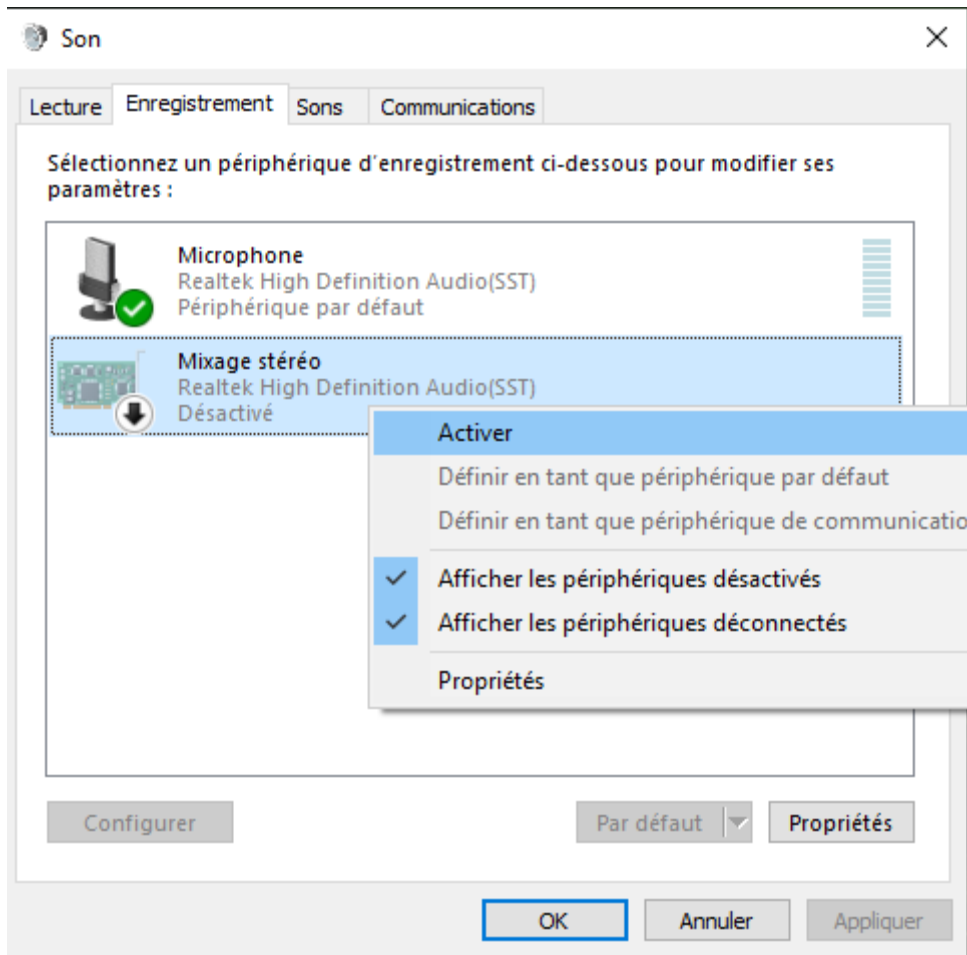 Son
Lecture Enregistrement Sons Communications
Sélectionnez un périphérique d'enregistrement ci-dessous pour modifier ses
paramètres :
Microphone
Realtek High Definition Audio(SST)
Périphérique par défaut
Mixage stéréo
Realtek High Definition Audio(SST)
Désactivé
Activer
Définir en tant que périphérique par défaut
Définir en tant que périphérique de communicatio
Afficher les périphériques désactivés
Afficher les périphériques déconnectés
Propriétés
Configurer Par défaut Propriétés
OK Annuler Appliquer